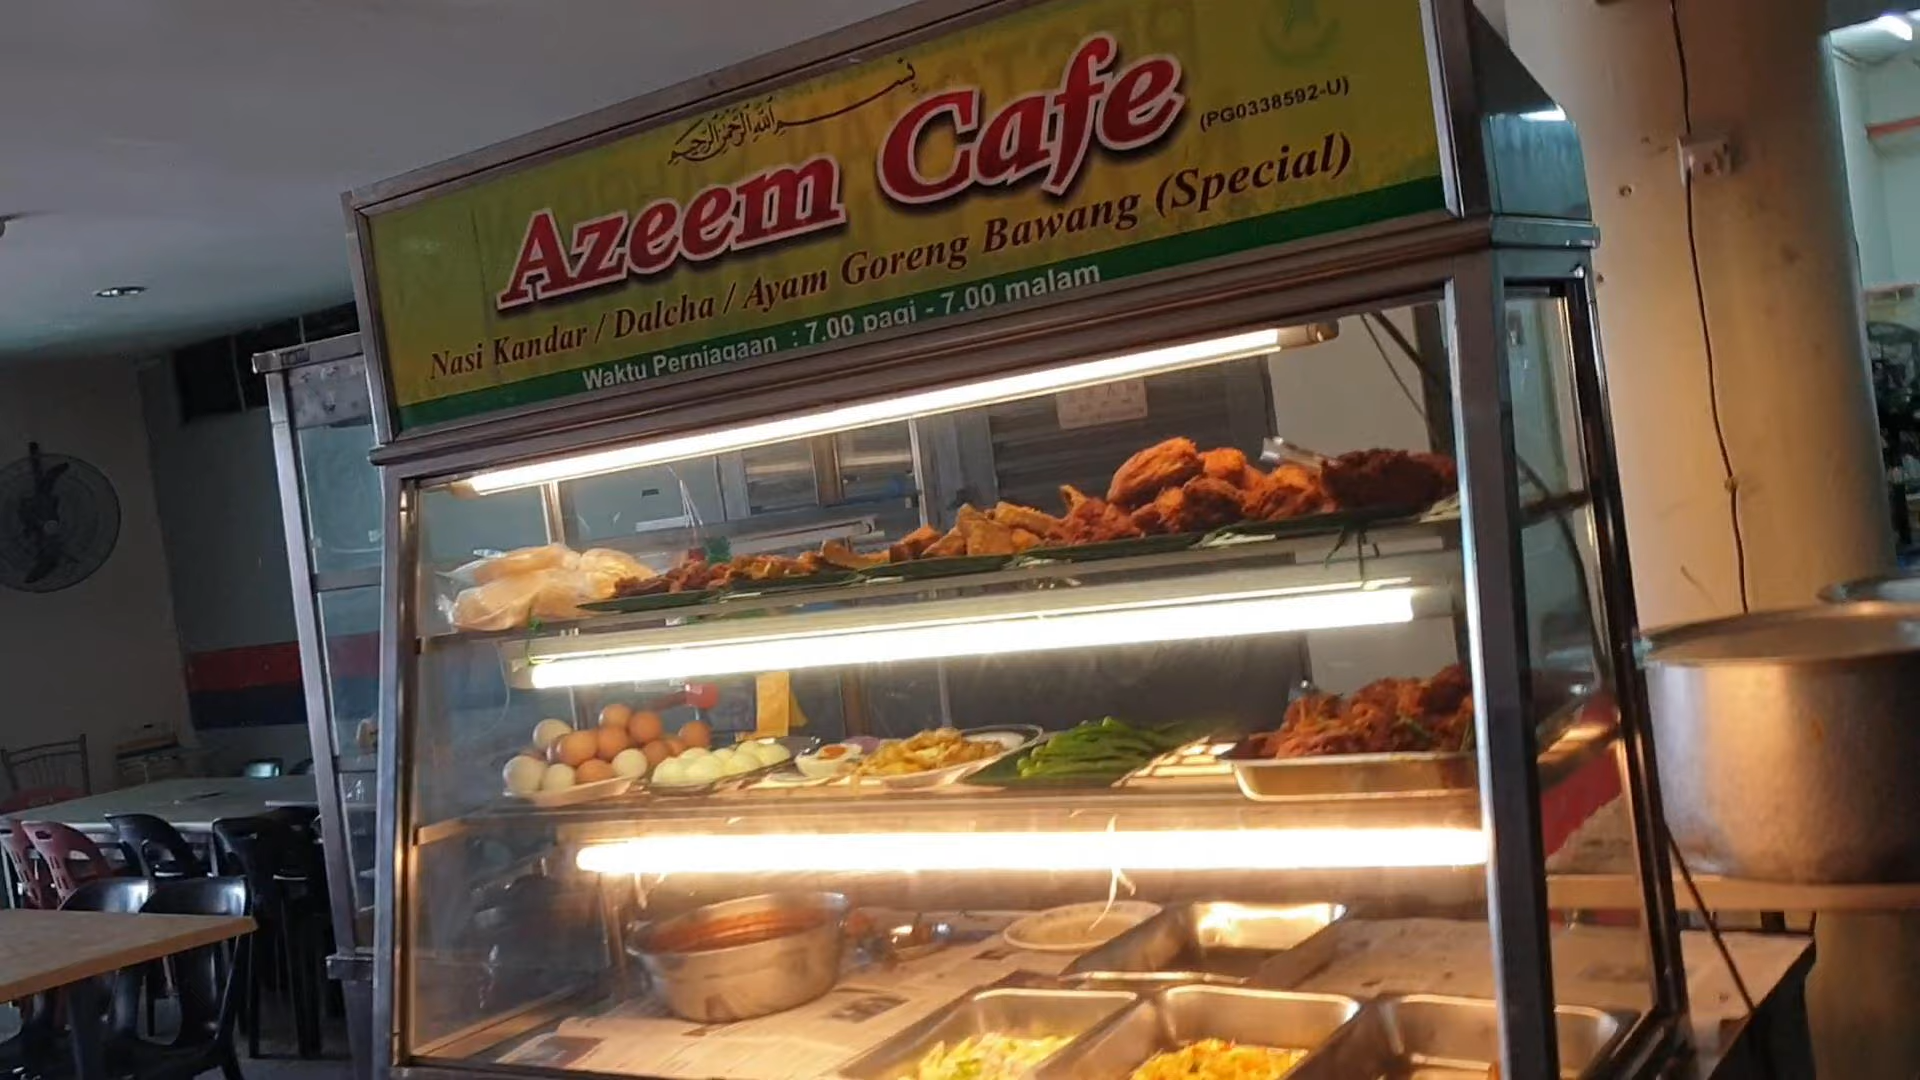 بسم الله الرحمن الرحيم
Azeem Cafe
(PG0338592-U)
Nasi Kandar / Dalcha / Ayam Goreng Bawang (Special)
Waktu Perniagaan : 7.00 pagi - 7.00 malam